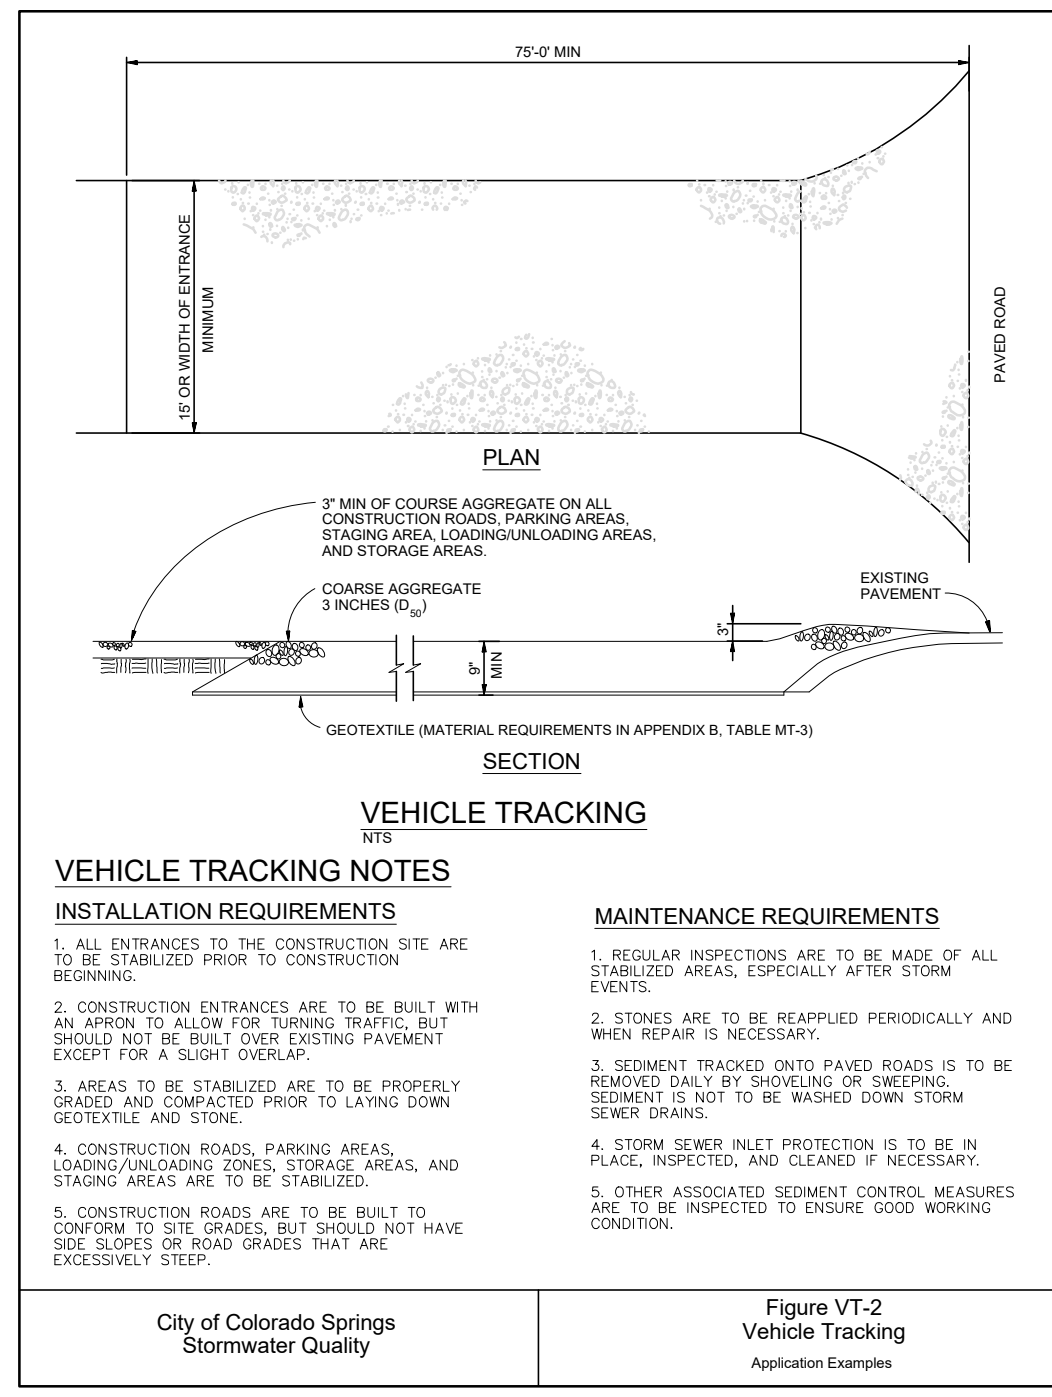 75'-0' MIN
15' OR WIDTH OF ENTRANCE
MINIMUM
PAVED ROAD
PLAN
3" MIN OF COURSE AGGREGATE ON ALL
CONSTRUCTION ROADS, PARKING AREAS,
STAGING AREA, LOADING/UNLOADING AREAS,
AND STORAGE AREAS.
COARSE AGGREGATE
3 INCHES (D50)
EXISTING
PAVEMENT
3"
9"
MIN
GEOTEXTILE (MATERIAL REQUIREMENTS IN APPENDIX B, TABLE MT-3)
SECTION
VEHICLE TRACKING
NTS
VEHICLE TRACKING NOTES
INSTALLATION REQUIREMENTS
1. ALL ENTRANCES TO THE CONSTRUCTION SITE ARE
TO BE STABILIZED PRIOR TO CONSTRUCTION
BEGINNING.
2. CONSTRUCTION ENTRANCES ARE TO BE BUILT WITH
AN APRON TO ALLOW FOR TURNING TRAFFIC, BUT
SHOULD NOT BE BUILT OVER EXISTING PAVEMENT
EXCEPT FOR A SLIGHT OVERLAP.
3. AREAS TO BE STABILIZED ARE TO BE PROPERLY
GRADED AND COMPACTED PRIOR TO LAYING DOWN
GEOTEXTILE AND STONE.
4. CONSTRUCTION ROADS, PARKING AREAS,
LOADING/UNLOADING ZONES, STORAGE AREAS, AND
STAGING AREAS ARE TO BE STABILIZED.
5. CONSTRUCTION ROADS ARE TO BE BUILT TO
CONFORM TO SITE GRADES, BUT SHOULD NOT HAVE
SIDE SLOPES OR ROAD GRADES THAT ARE
EXCESSIVELY STEEP.
MAINTENANCE REQUIREMENTS
1. REGULAR INSPECTIONS ARE TO BE MADE OF ALL
STABILIZED AREAS, ESPECIALLY AFTER STORM
EVENTS.
2. STONES ARE TO BE REAPPLIED PERIODICALLY AND
WHEN REPAIR IS NECESSARY.
3. SEDIMENT TRACKED ONTO PAVED ROADS IS TO BE
REMOVED DAILY BY SHOVELING OR SWEEPING.
SEDIMENT IS NOT TO BE WASHED DOWN STORM
SEWER DRAINS.
4. STORM SEWER INLET PROTECTION IS TO BE IN
PLACE, INSPECTED, AND CLEANED IF NECESSARY.
5. OTHER ASSOCIATED SEDIMENT CONTROL MEASURES
ARE TO BE INSPECTED TO ENSURE GOOD WORKING
CONDITION.
City of Colorado Springs
Stormwater Quality
Figure VT-2
Vehicle Tracking
Application Examples